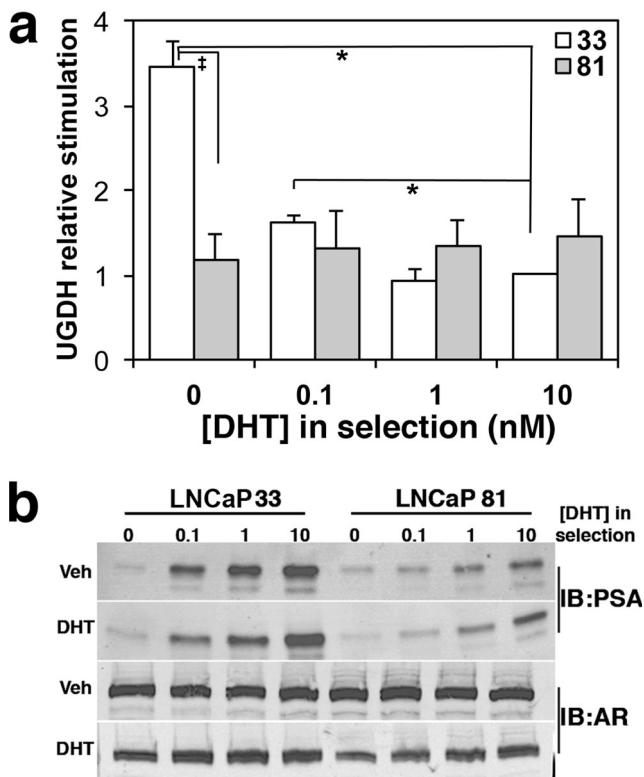 a
4
3
2
1
0
UGDH relative stimulation
33
81
*
‡
*
0 0.1 1 10
[DHT] in selection (nM)
b
LNCaP 33 LNCaP 81
0 0.1 1 10 0 0.1 1 10 [DHT] in
selection
Veh
IB:PSA
DHT
Veh
IB:AR
DHT